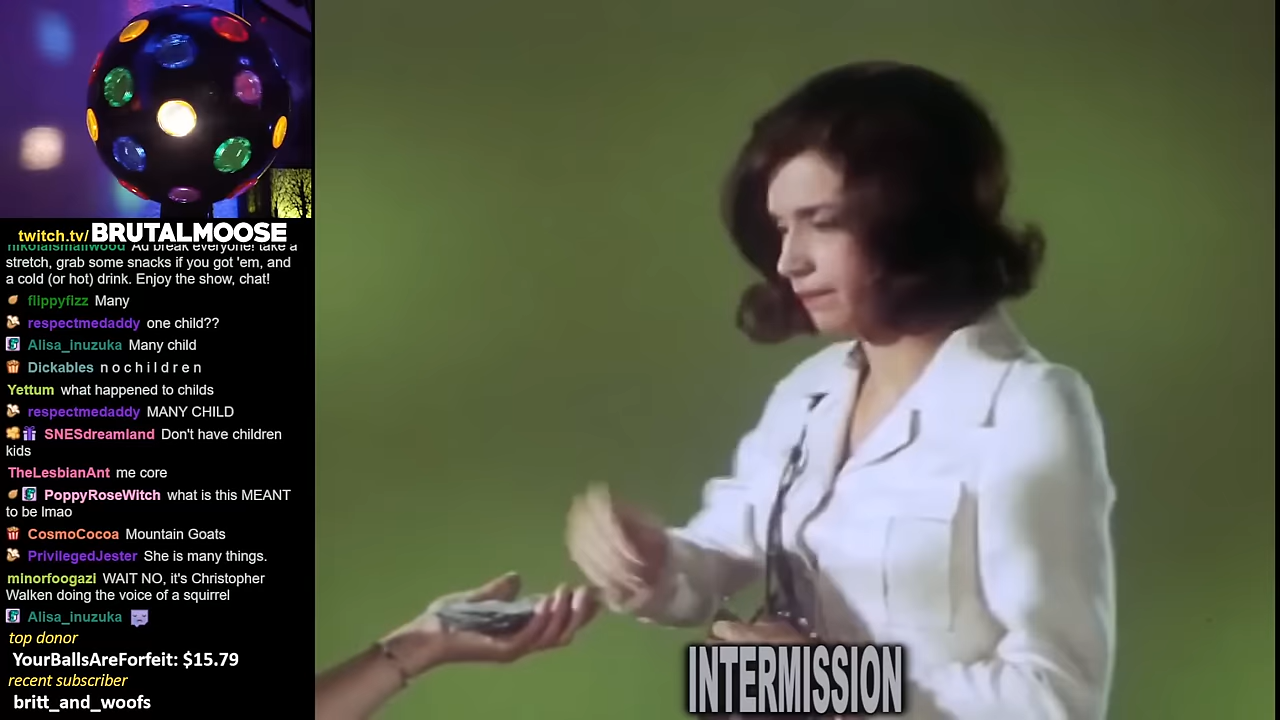 twitch.tv/BRUTALMOOSE
nikolaismallwood Ad break everyone! take a
stretch, grab some snacks if you got 'em, and
a cold (or hot) drink. Enjoy the show, chat!
flippyfizz Many
respectmedaddy one child??
Alisa_inuzuka Many child
Dickables n o c h i l d r e n
Yettum what happened to childs
respectmedaddy MANY CHILD
SNESdreamland Don't have children
kids
TheLesbianAnt me core
PoppyRoseWitch what is this MEANT
to be lmao
CosmoCocoa Mountain Goats
PrivilegedJester She is many things.
minorfoogazi WAIT NO, it's Christopher
Walken doing the voice of a squirrel
Alisa_inuzuka
top donor
YourBallsAreForfeit: $15.79
recent subscriber
britt_and_woofs
INTERMISSION